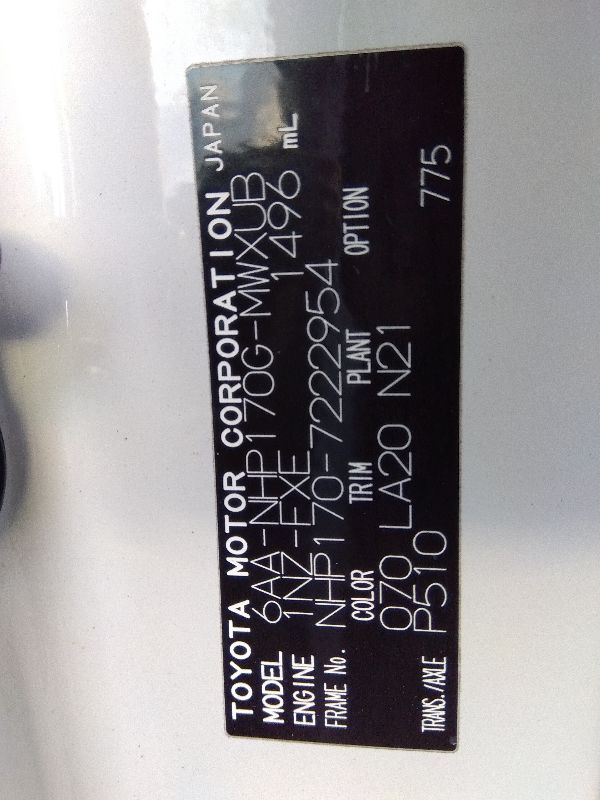 TOYOTA MOTOR CORPORATION JAPAN
MODEL 6AA-NHP170G-MWXUB
ENGINE 1NZ-FXE 1496 mL
FRAME No. NHP170-7222954
COLOR TRIM PLANT OPTION
070 LA20 N21
TRANS./AXLE P510 775